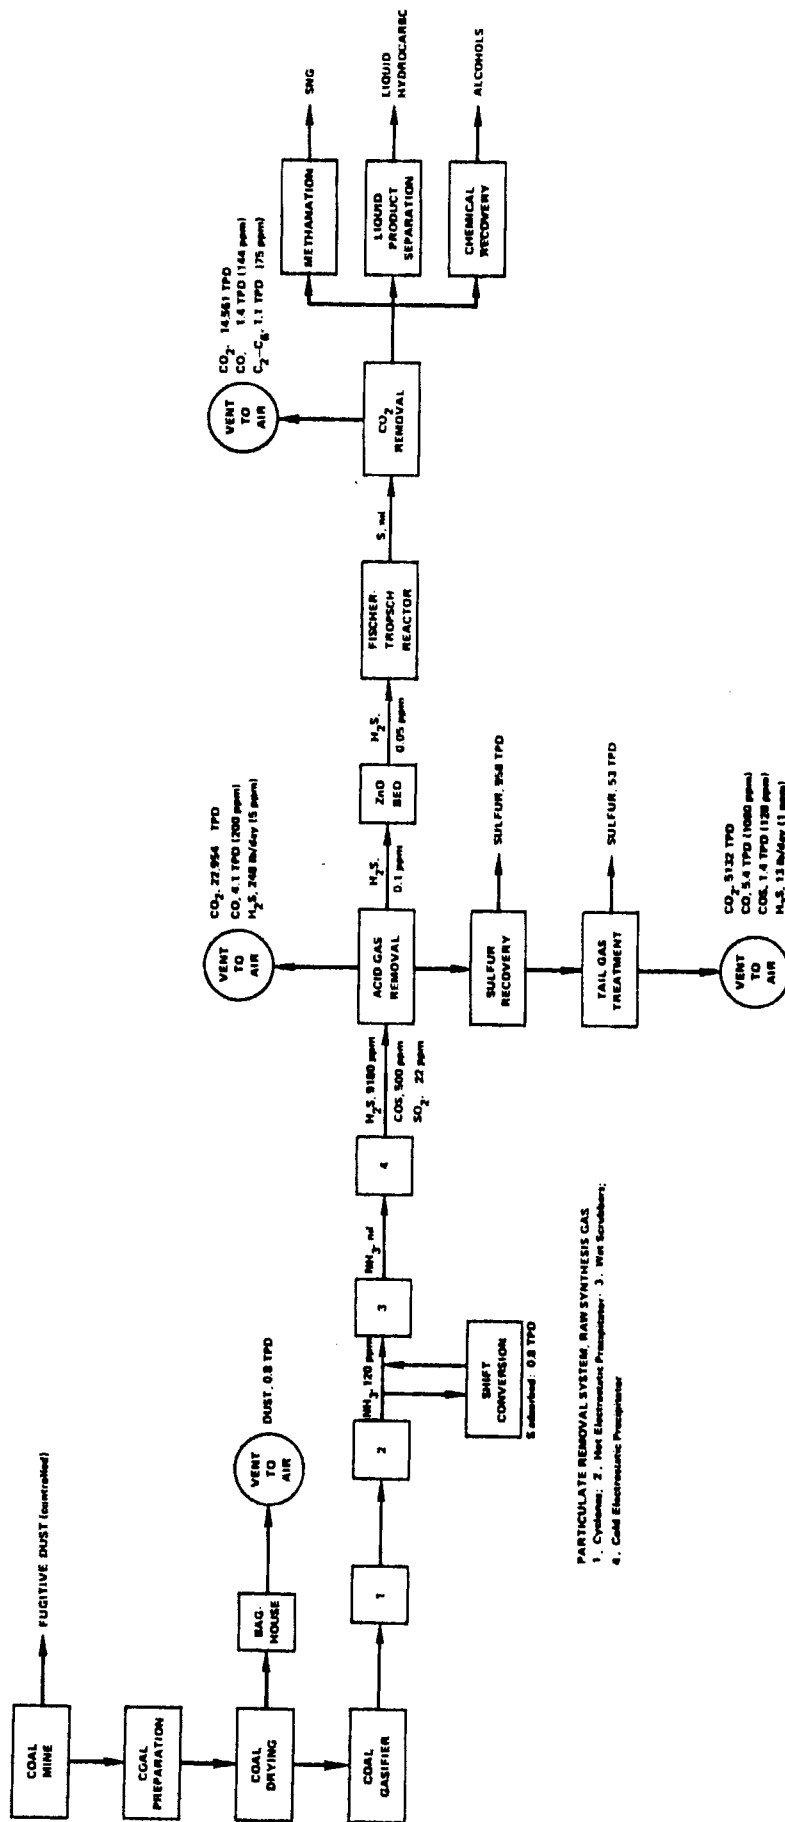 COAL
MINE
FUGITIVE DUST (controlled)
COAL
PREPARATION
COAL
DRYING
BAG-
HOUSE
VENT
TO
AIR
DUST, 0.8 TPD
COAL
GASIFIER
1
2
NH3- 120 ppm
SHIFT
CONVERSION
S adsorbed: 0.8 TPD
3
NH3- nd
4
H2S, 9180 ppm
COS, 500 ppm
SO2- 22 ppm
ACID GAS
REMOVAL
VENT
TO
AIR
CO2- 22,954 TPD
CO, 4.1 TPD (200 ppm)
H2S, 248 lb/day (5 ppm)
SULFUR
RECOVERY
SULFUR, 958 TPD
TAIL GAS
TREATMENT
SULFUR, 53 TPD
VENT
TO
AIR
CO2- 5132 TPD
CO, 5.4 TPD (1080 ppm)
COS, 1.4 TPD (128 ppm)
H2S, 13 lb/day (1 ppm)
H2S,
0.1 ppm
ZnO
BED
H2S,
0.05 ppm
FISCHER-
TROPSCH
REACTOR
S, nd
CO2
REMOVAL
VENT
TO
AIR
CO2- 14,561 TPD
CO, 1.4 TPD (144 ppm)
C2-C6, 1.1 TPD (75 ppm)
METHANATION
SNG
LIQUID
PRODUCT
SEPARATION
LIQUID
HYDROCARBC
CHEMICAL
RECOVERY
ALCOHOLS
PARTICULATE REMOVAL SYSTEM, RAW SYNTHESIS GAS
1. Cyclones; 2. Hot Electrostatic Precipitator; 3. Wet Scrubbers;
4. Cold Electrostatic Precipitator